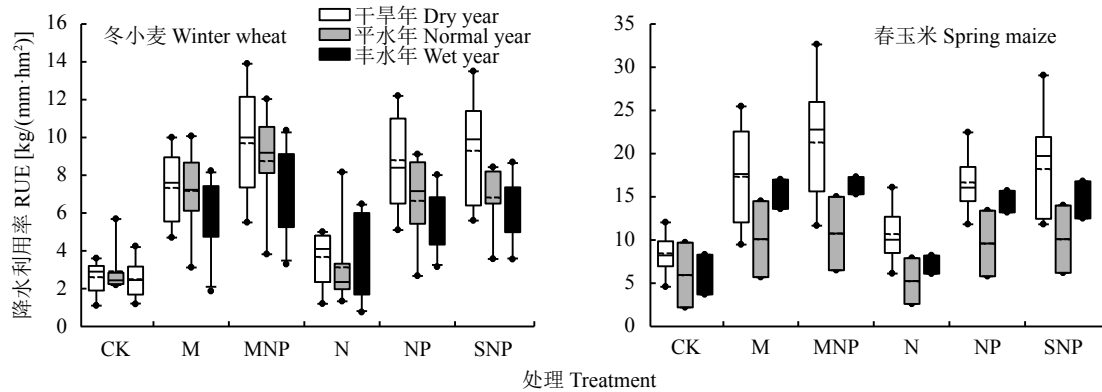 降水利用率 RUE [kg/(mm·hm²)]
16
14
12
10
8
6
4
2
0
冬小麦 Winter wheat
干旱年 Dry year
平水年 Normal year
丰水年 Wet year
CK M MNP N NP SNP
35
30
25
20
15
10
5
0
春玉米 Spring maize
CK M MNP N NP SNP
处理 Treatment